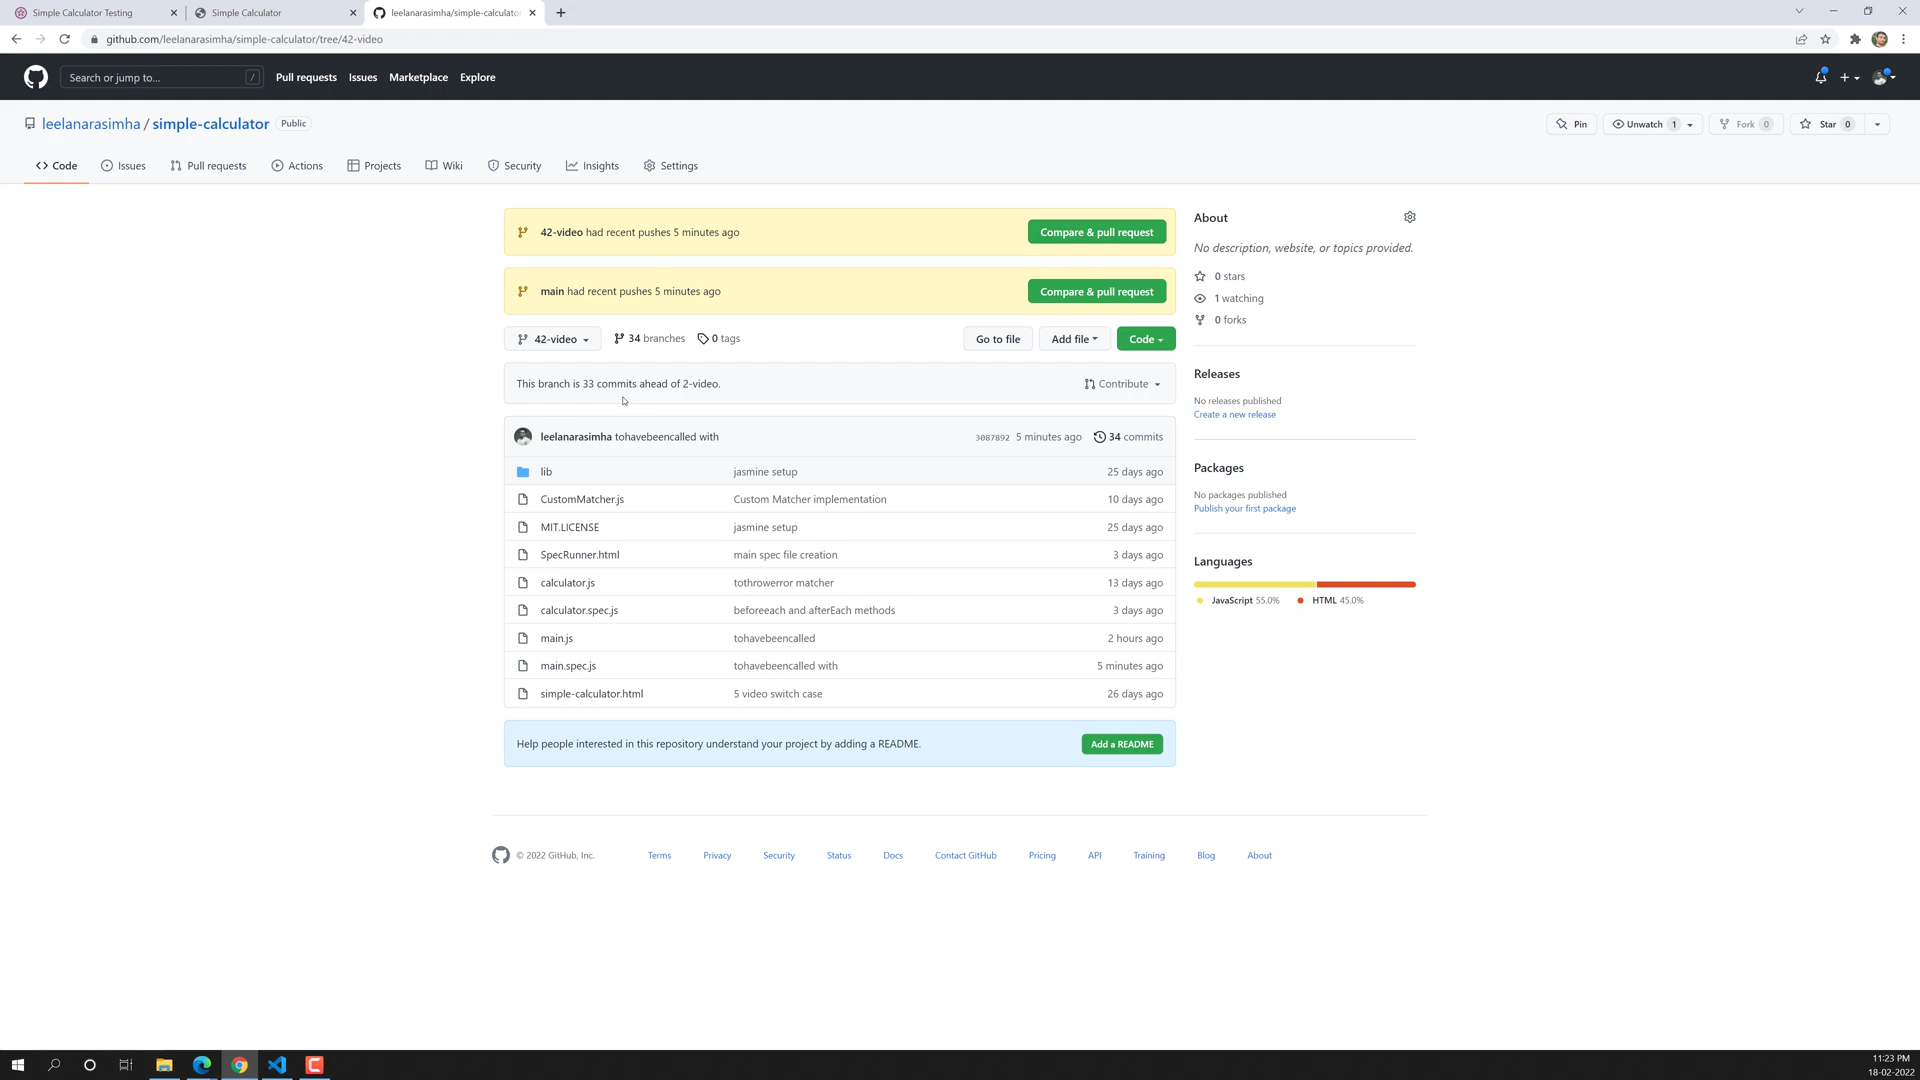 Simple Calculator Testing
Simple Calculator
leelanarasimha/simple-calculator
github.com/leelanarasimha/simple-calculator/tree/42-video
Search or jump to... /
Pull requests Issues Marketplace Explore
leelanarasimha / simple-calculator Public
Pin Unwatch 1 Fork 0 Star 0
Code Issues Pull requests Actions Projects Wiki Security Insights Settings
42-video had recent pushes 5 minutes ago Compare & pull request
main had recent pushes 5 minutes ago Compare & pull request
42-video 34 branches 0 tags Go to file Add file Code
This branch is 33 commits ahead of 2-video. Contribute
leelanarasimha tohavebeencalled with 3087892 5 minutes ago 34 commits
lib jasmine setup 25 days ago
CustomMatcher.js Custom Matcher implementation 10 days ago
MIT.LICENSE jasmine setup 25 days ago
SpecRunner.html main spec file creation 3 days ago
calculator.js tothrowerror matcher 13 days ago
calculator.spec.js beforeeach and afterEach methods 3 days ago
main.js tohavebeencalled 2 hours ago
main.spec.js tohavebeencalled with 5 minutes ago
simple-calculator.html 5 video switch case 26 days ago
Help people interested in this repository understand your project by adding a README. Add a README
About
No description, website, or topics provided.
0 stars
1 watching
0 forks
Releases
No releases published
Create a new release
Packages
No packages published
Publish your first package
Languages
JavaScript 55.0% HTML 45.0%
© 2022 GitHub, Inc. Terms Privacy Security Status Docs Contact GitHub Pricing API Training Blog About
11:23 PM
18-02-2022